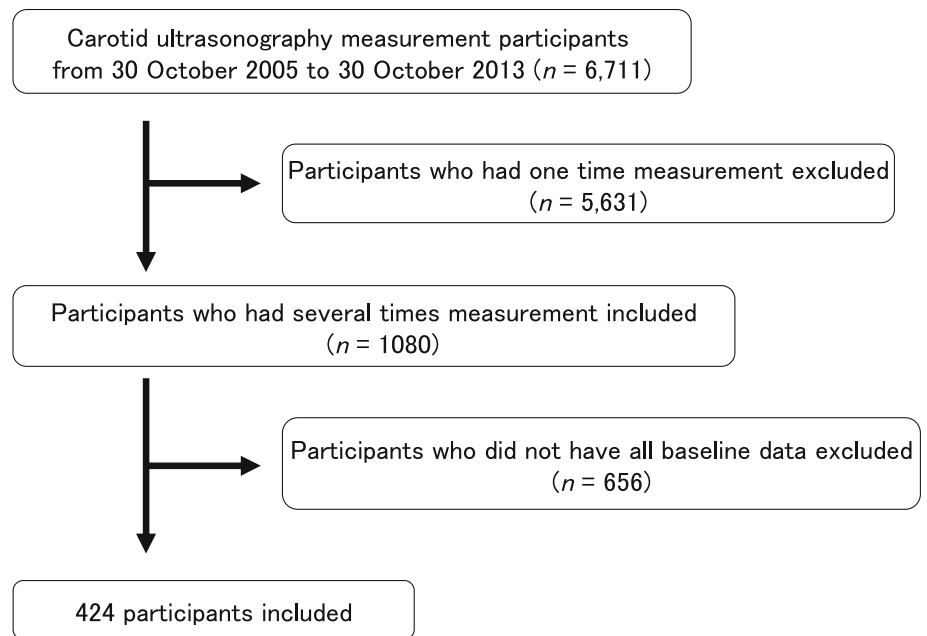 Carotid ultrasonography measurement participants
from 30 October 2005 to 30 October 2013 (n = 6,711)
Participants who had one time measurement excluded
(n = 5,631)
Participants who had several times measurement included
(n = 1080)
Participants who did not have all baseline data excluded
(n = 656)
424 participants included